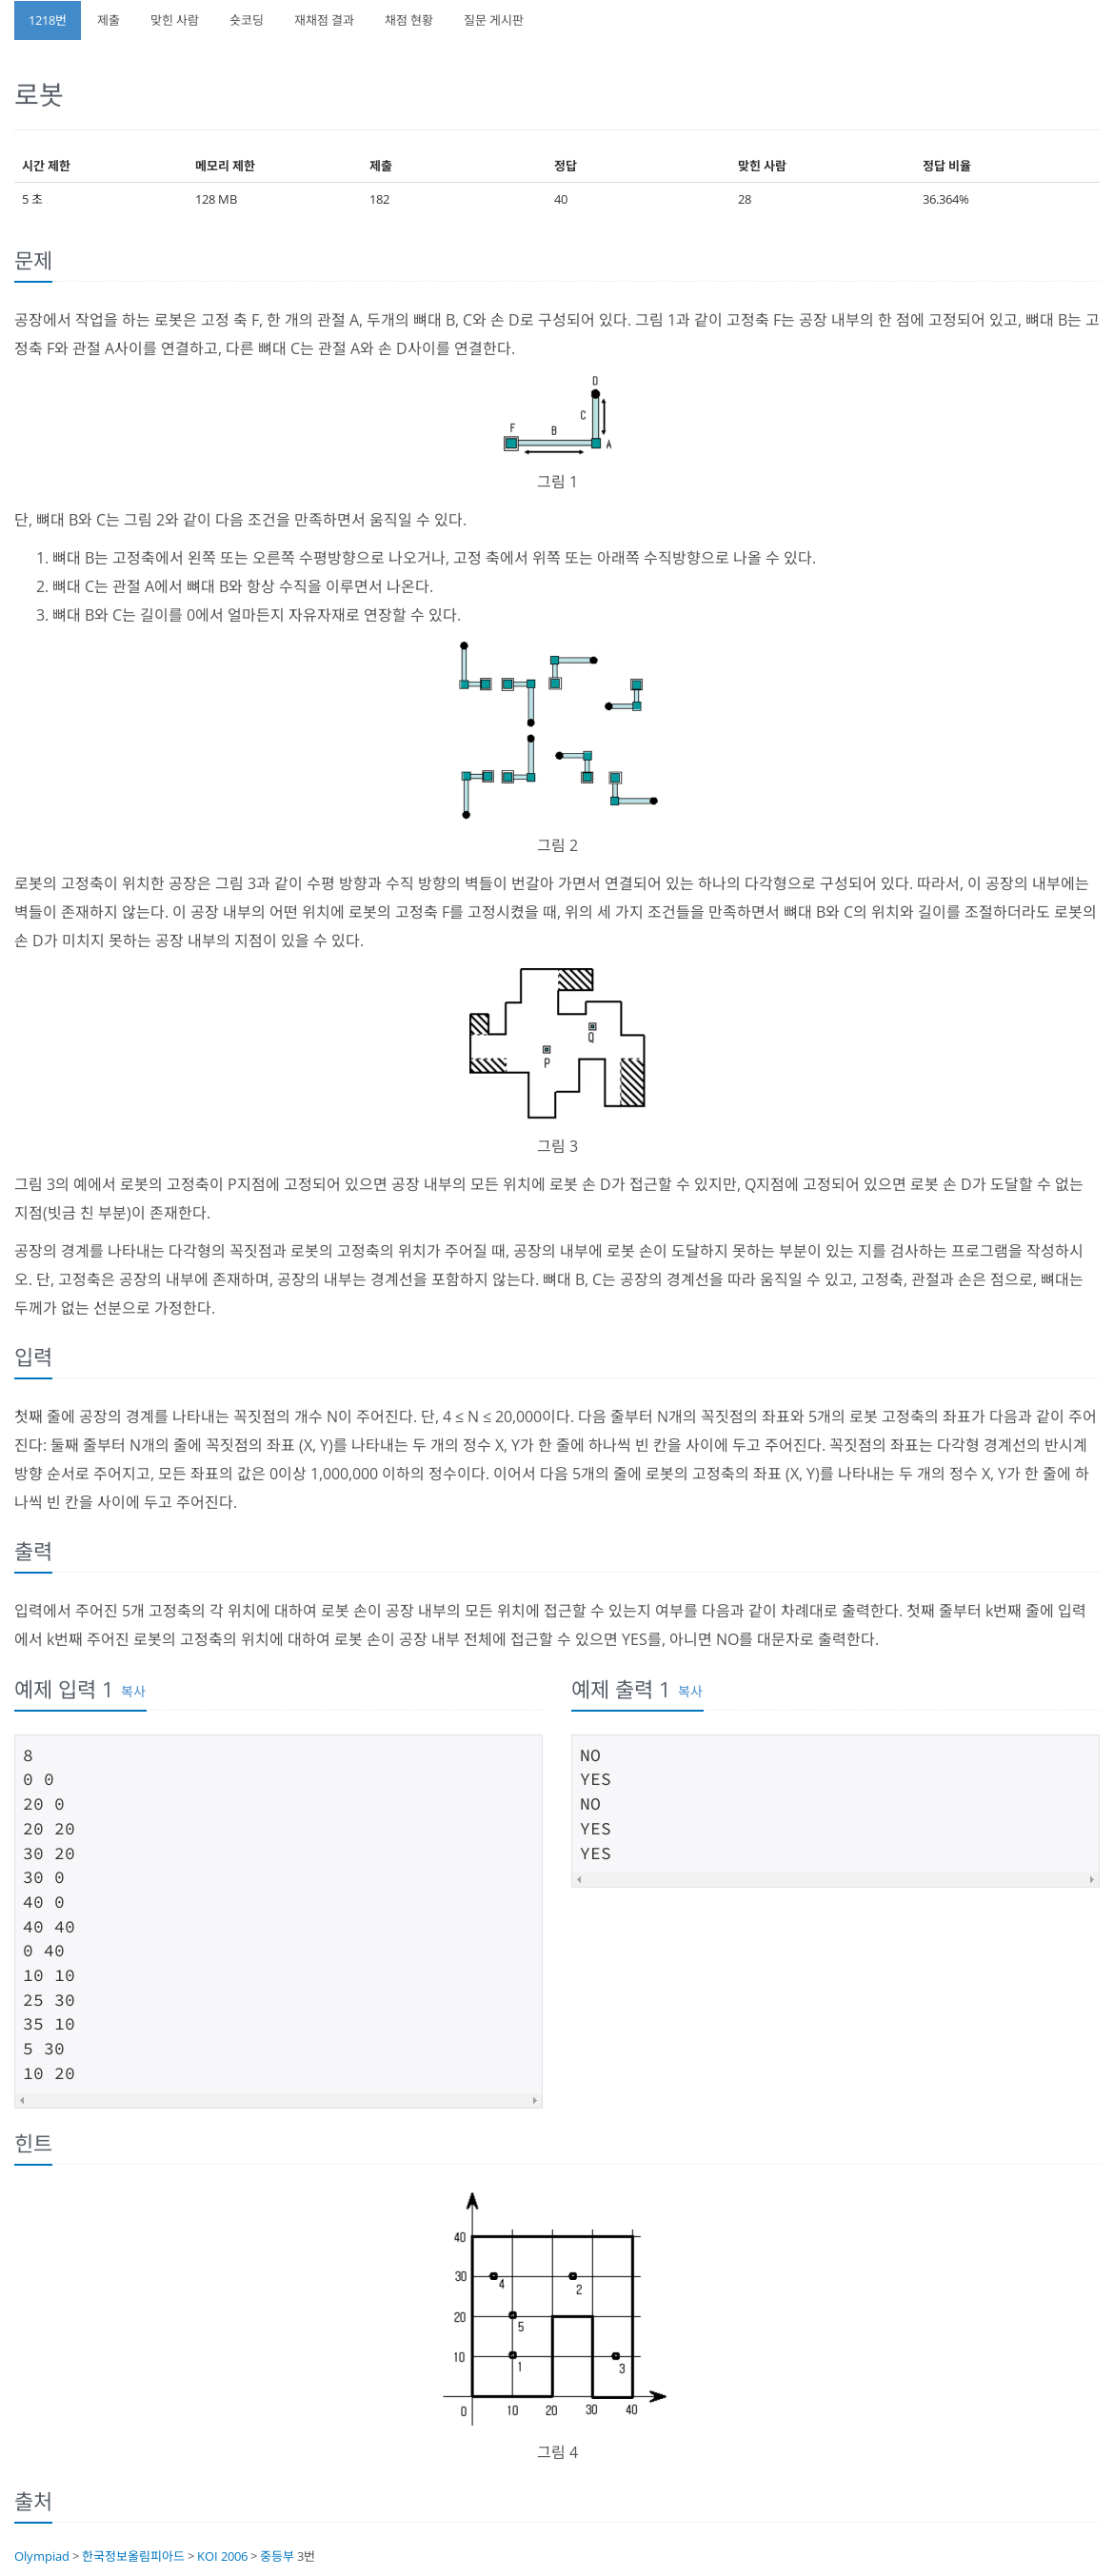 1218번 제출 맞힌 사람 숏코딩 재채점 결과 채점 현황 질문 게시판
로봇
시간 제한 메모리 제한 제출 정답 맞힌 사람 정답 비율
5 초 128 MB 182 40 28 36.364%
문제
공장에서 작업을 하는 로봇은 고정 축 F, 한 개의 관절 A, 두개의 뼈대 B, C와 손 D로 구성되어 있다. 그림 1과 같이 고정축 F는 공장 내부의 한 점에 고정되어 있고, 뼈대 B는 고
정축 F와 관절 A사이를 연결하고, 다른 뼈대 C는 관절 A와 손 D사이를 연결한다.
D
C
F
B
A
그림 1
단, 뼈대 B와 C는 그림 2와 같이 다음 조건을 만족하면서 움직일 수 있다.
1. 뼈대 B는 고정축에서 왼쪽 또는 오른쪽 수평방향으로 나오거나, 고정 축에서 위쪽 또는 아래쪽 수직방향으로 나올 수 있다.
2. 뼈대 C는 관절 A에서 뼈대 B와 항상 수직을 이루면서 나온다.
3. 뼈대 B와 C는 길이를 0에서 얼마든지 자유자재로 연장할 수 있다.
그림 2
로봇의 고정축이 위치한 공장은 그림 3과 같이 수평 방향과 수직 방향의 벽들이 번갈아 가면서 연결되어 있는 하나의 다각형으로 구성되어 있다. 따라서, 이 공장의 내부에는
벽들이 존재하지 않는다. 이 공장 내부의 어떤 위치에 로봇의 고정축 F를 고정시켰을 때, 위의 세 가지 조건들을 만족하면서 뼈대 B와 C의 위치와 길이를 조절하더라도 로봇의
손 D가 미치지 못하는 공장 내부의 지점이 있을 수 있다.
Q
P
그림 3
그림 3의 예에서 로봇의 고정축이 P지점에 고정되어 있으면 공장 내부의 모든 위치에 로봇 손 D가 접근할 수 있지만, Q지점에 고정되어 있으면 로봇 손 D가 도달할 수 없는
지점(빗금 친 부분)이 존재한다.
공장의 경계를 나타내는 다각형의 꼭짓점과 로봇의 고정축의 위치가 주어질 때, 공장의 내부에 로봇 손이 도달하지 못하는 부분이 있는 지를 검사하는 프로그램을 작성하시
오. 단, 고정축은 공장의 내부에 존재하며, 공장의 내부는 경계선을 포함하지 않는다. 뼈대 B, C는 공장의 경계선을 따라 움직일 수 있고, 고정축, 관절과 손은 점으로, 뼈대는
두께가 없는 선분으로 가정한다.
입력
첫째 줄에 공장의 경계를 나타내는 꼭짓점의 개수 N이 주어진다. 단, 4 ≤ N ≤ 20,000이다. 다음 줄부터 N개의 꼭짓점의 좌표와 5개의 로봇 고정축의 좌표가 다음과 같이 주어
진다: 둘째 줄부터 N개의 줄에 꼭짓점의 좌표 (X, Y)를 나타내는 두 개의 정수 X, Y가 한 줄에 하나씩 빈 칸을 사이에 두고 주어진다. 꼭짓점의 좌표는 다각형 경계선의 반시계
방향 순서로 주어지고, 모든 좌표의 값은 0이상 1,000,000 이하의 정수이다. 이어서 다음 5개의 줄에 로봇의 고정축의 좌표 (X, Y)를 나타내는 두 개의 정수 X, Y가 한 줄에 하
나씩 빈 칸을 사이에 두고 주어진다.
출력
입력에서 주어진 5개 고정축의 각 위치에 대하여 로봇 손이 공장 내부의 모든 위치에 접근할 수 있는지 여부를 다음과 같이 차례대로 출력한다. 첫째 줄부터 k번째 줄에 입력
에서 k번째 주어진 로봇의 고정축의 위치에 대하여 로봇 손이 공장 내부 전체에 접근할 수 있으면 YES를, 아니면 NO를 대문자로 출력한다.
예제 입력 1 복사
8
0 0
20 0
20 20
30 20
30 0
40 0
40 40
0 40
10 10
25 30
35 10
5 30
10 20
예제 출력 1 복사
NO
YES
NO
YES
YES
힌트
40
30 4 2
20 5
10 1 3
0 10 20 30 40
그림 4
출처
Olympiad > 한국정보올림피아드 > KOI 2006 > 중등부 3번